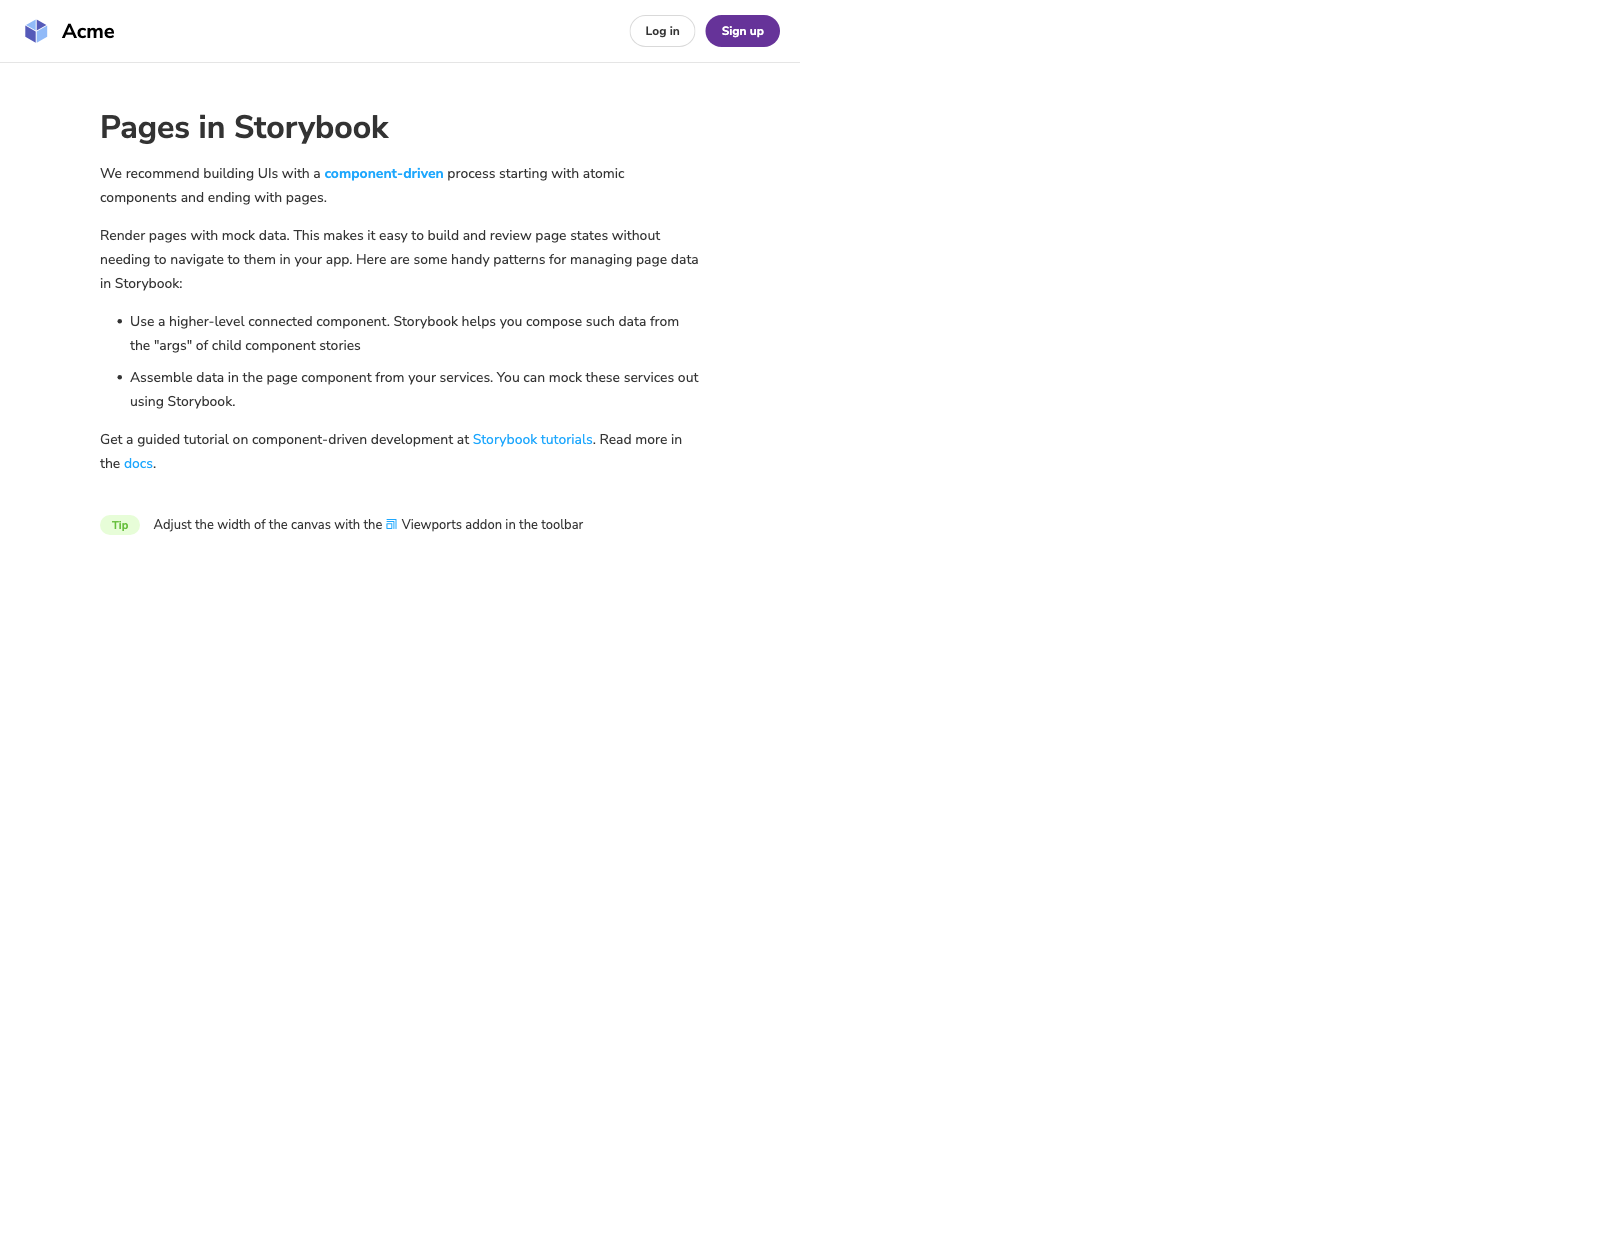 Acme
Log in
Sign up
Pages in Storybook
We recommend building UIs with a component-driven process starting with atomic
components and ending with pages.
Render pages with mock data. This makes it easy to build and review page states without
needing to navigate to them in your app. Here are some handy patterns for managing page data
in Storybook:
• Use a higher-level connected component. Storybook helps you compose such data from
the "args" of child component stories
• Assemble data in the page component from your services. You can mock these services out
using Storybook.
Get a guided tutorial on component-driven development at Storybook tutorials. Read more in
the docs.
Tip Adjust the width of the canvas with the Viewports addon in the toolbar